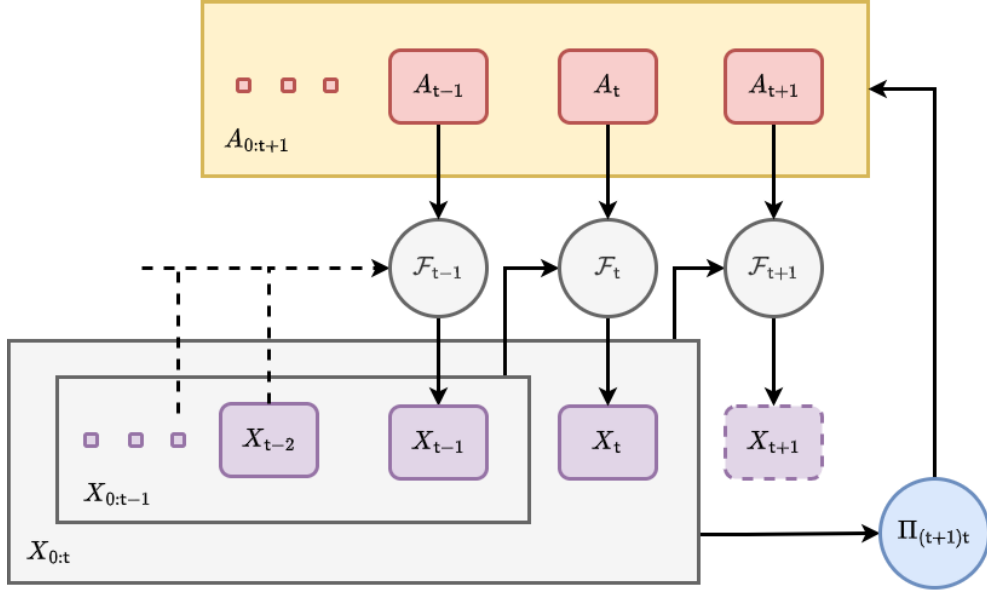 A_{t−1}
A_t
A_{t+1}
A_{0:t+1}
ℱ_{t−1}
ℱ_t
ℱ_{t+1}
X_{t−2}
X_{t−1}
X_t
X_{t+1}
X_{0:t−1}
Π_{(t+1)t}
X_{0:t}